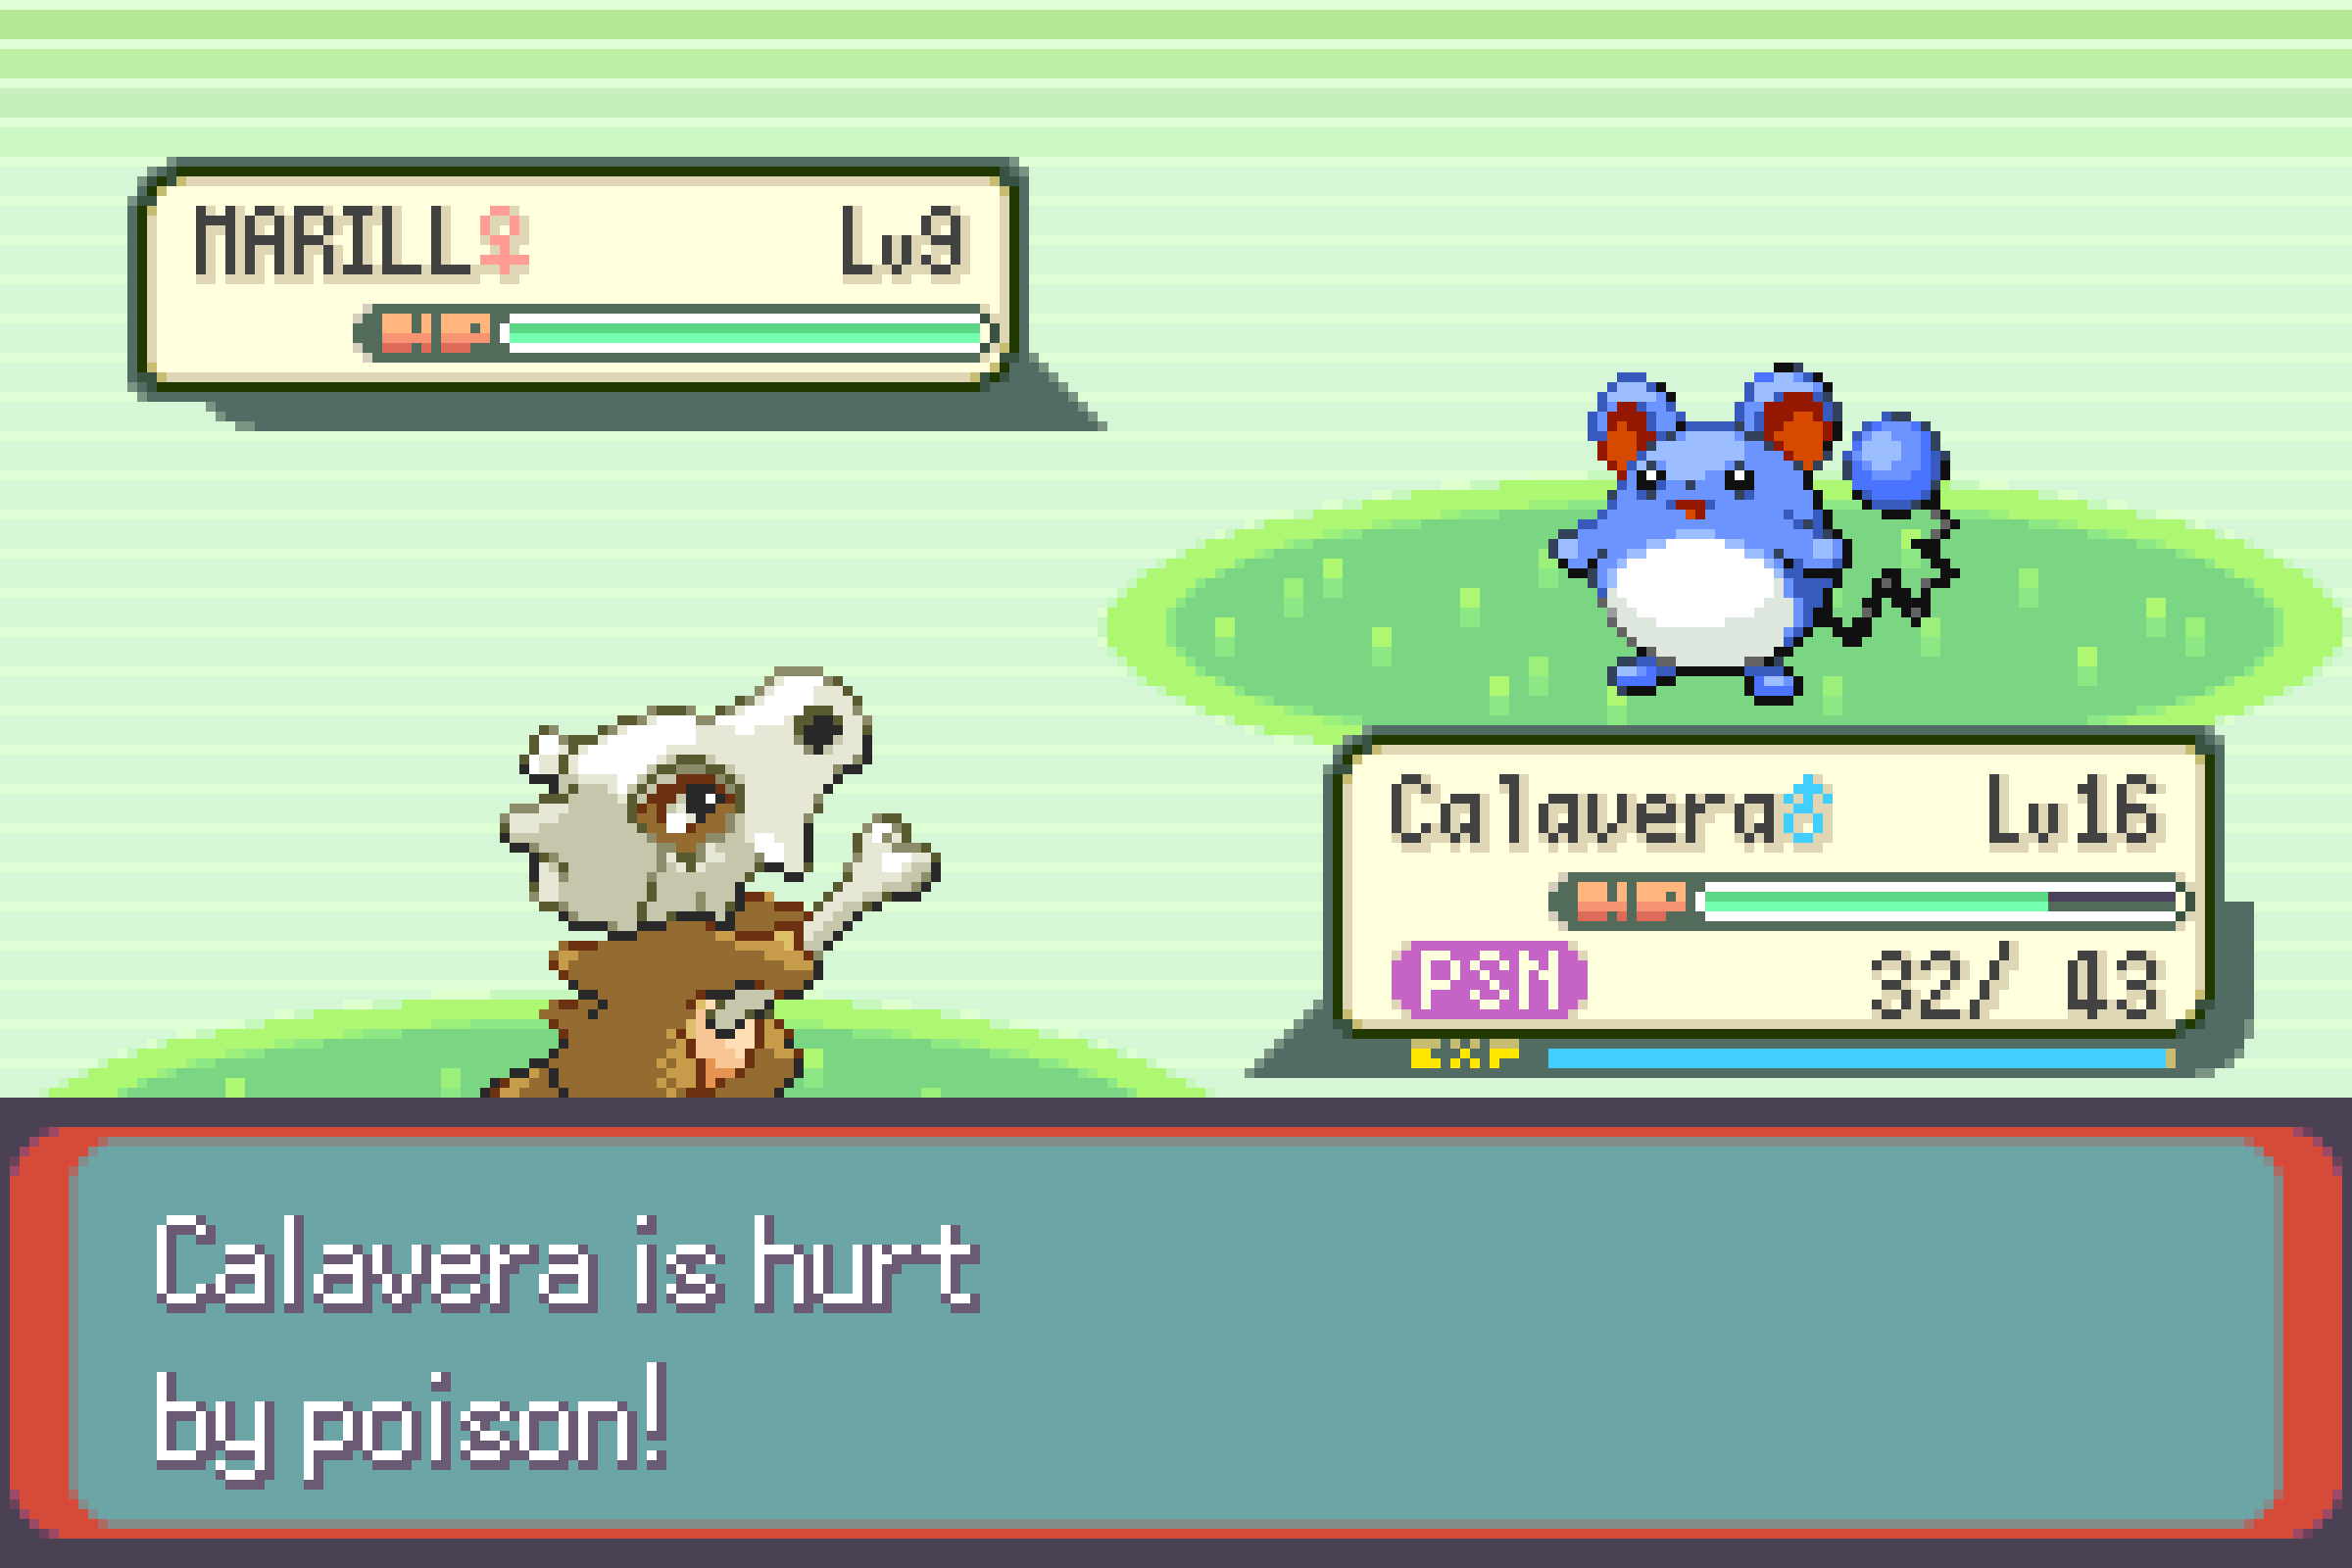 MARILL♀ Lv9
HP
Calavera♂ Lv16
HP
PSN 32/ 43
EXP
Calavera is hurt
by poison!